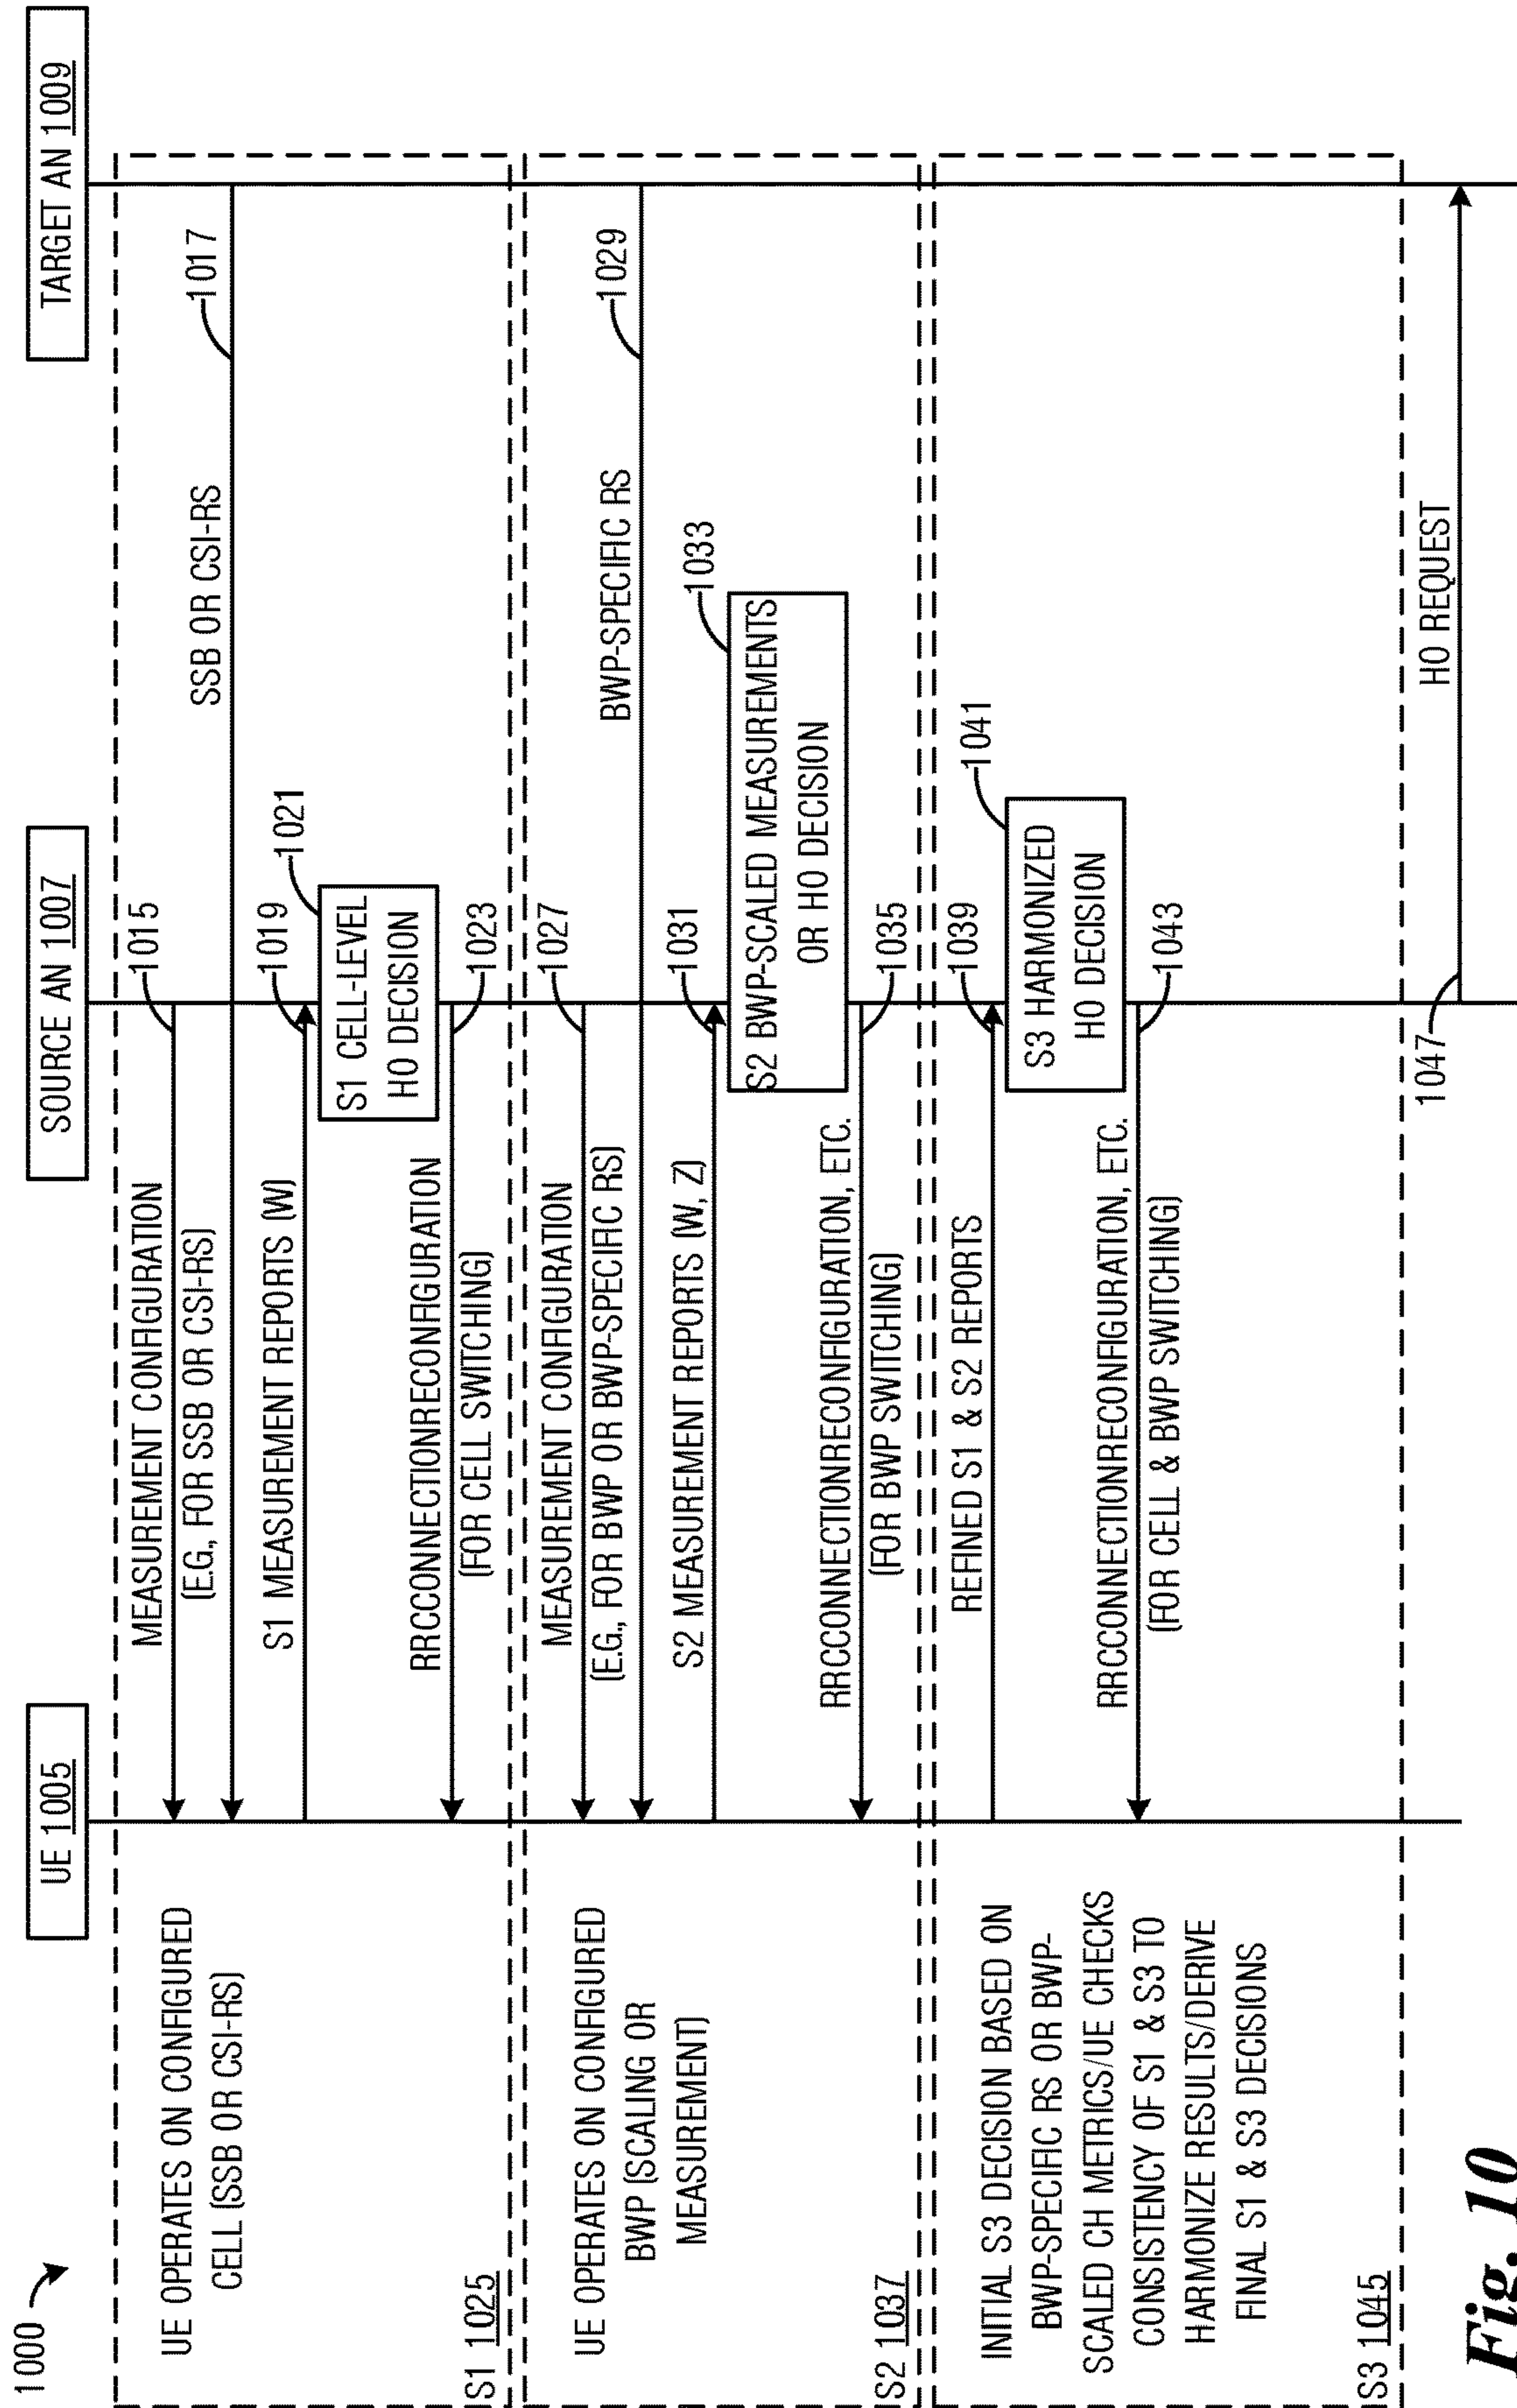 1000
UE 1005
SOURCE AN 1007
TARGET AN 1009
UE OPERATES ON CONFIGURED
CELL (SSB OR CSI-RS)
MEASUREMENT CONFIGURATION
(E.G., FOR SSB OR CSI-RS)
1015
SSB OR CSI-RS
1017
S1 MEASUREMENT REPORTS (W)
1019
S1 CELL-LEVEL
HO DECISION
1021
RRCCONNECTIONRECONFIGURATION
(FOR CELL SWITCHING)
1023
S1 1025
UE OPERATES ON CONFIGURED
BWP (SCALING OR
MEASUREMENT)
MEASUREMENT CONFIGURATION
(E.G., FOR BWP OR BWP-SPECIFIC RS)
1027
BWP-SPECIFIC RS
1029
S2 MEASUREMENT REPORTS (W, Z)
1031
S2 BWP-SCALED MEASUREMENTS
OR HO DECISION
1033
RRCCONNECTIONRECONFIGURATION, ETC.
(FOR BWP SWITCHING)
1035
S2 1037
INITIAL S3 DECISION BASED ON
BWP-SPECIFIC RS OR BWP-
SCALED CH METRICS/UE CHECKS
CONSISTENCY OF S1 & S3 TO
HARMONIZE RESULTS/DERIVE
FINAL S1 & S3 DECISIONS
REFINED S1 & S2 REPORTS
1039
S3 HARMONIZED
HO DECISION
1041
RRCCONNECTIONRECONFIGURATION, ETC.
(FOR CELL & BWP SWITCHING)
1043
S3 1045
HO REQUEST
1047
Fig. 10